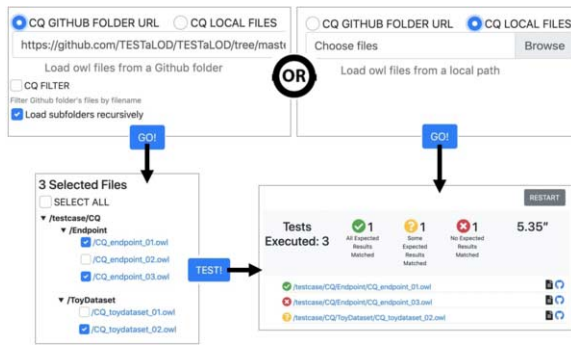 CQ GITHUB FOLDER URL CQ LOCAL FILES
https://github.com/TESTaLOD/TESTaLOD/tree/maste
Load owl files from a Github folder
CQ FILTER
Filter Github folder's files by filename
Load subfolders recursively
GO!
OR
CQ GITHUB FOLDER URL CQ LOCAL FILES
Choose files Browse
Load owl files from a local path
GO!
3 Selected Files
SELECT ALL
/testcase/CQ
/Endpoint
/CQ_endpoint_01.owl
/CQ_endpoint_02.owl
/CQ_endpoint_03.owl
/ToyDataset
/CQ_toydataset_01.owl
/CQ_toydataset_02.owl
TEST!
RESTART
Tests
Executed: 3
1
All Expected
Results
Matched
? 1
Some
Expected
Results
Matched
1
No Expected
Results
Matched
5.35"
/testcase/CQ/Endpoint/CQ_endpoint_01.owl
/testcase/CQ/Endpoint/CQ_endpoint_03.owl
? /testcase/CQ/ToyDataset/CQ_toydataset_02.owl